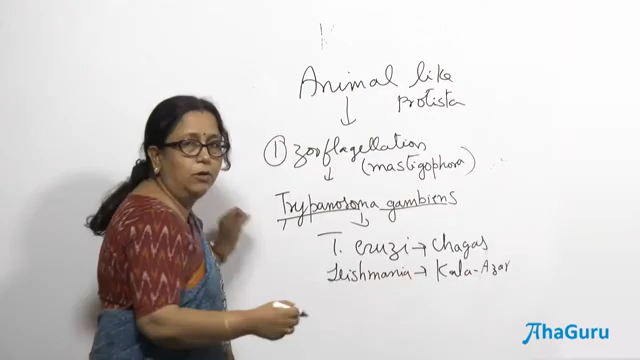 Animal like
Protista
① Zooflagellation
(mastigophora)
Trypanosoma gambiens
T. cruzi → Chagas
Leishmania → Kala-Azar
AhaGuru